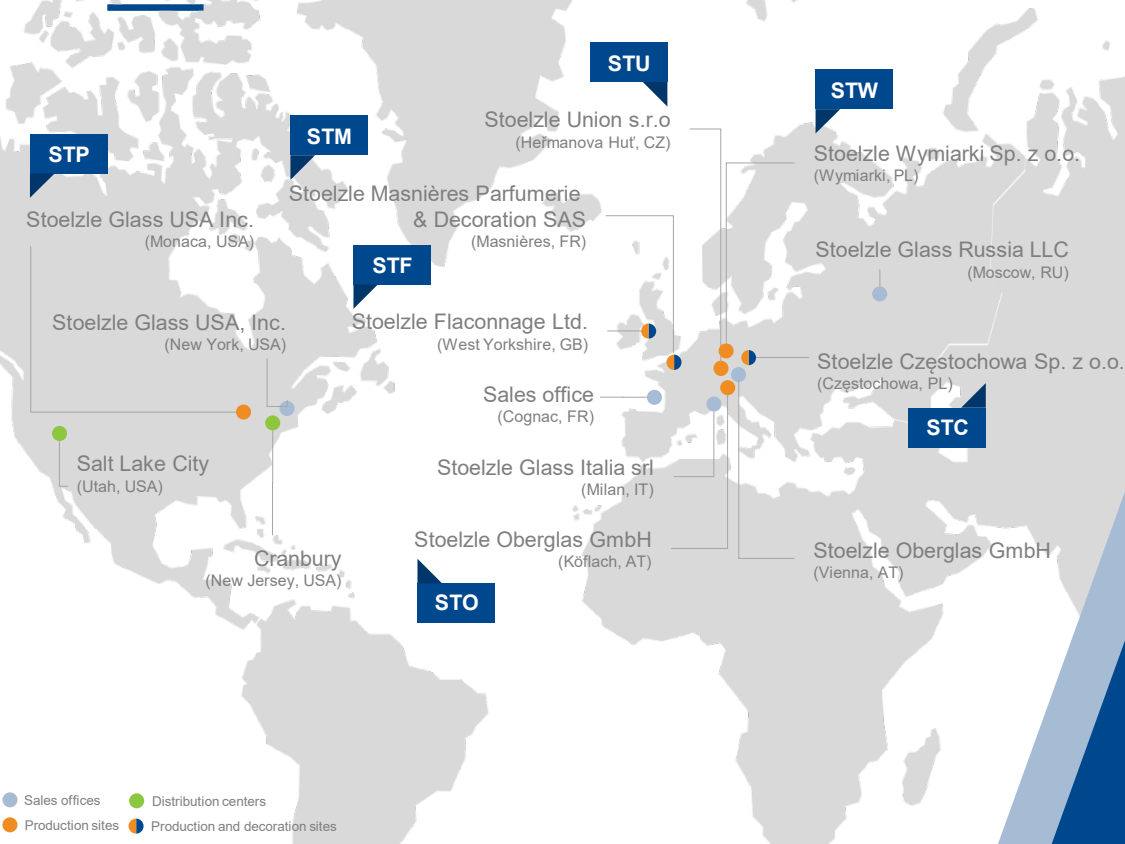 STU
STW
Stoelzle Union s.r.o
(Heřmanova Huť, CZ)
STM
STP
Stoelzle Wymiarki Sp. z o.o.
(Wymiarki, PL)
Stoelzle Masnières Parfumerie
& Decoration SAS
(Masnières, FR)
Stoelzle Glass USA Inc.
(Monaca, USA)
STF
Stoelzle Glass Russia LLC
(Moscow, RU)
Stoelzle Glass USA, Inc.
(New York, USA)
Stoelzle Flaconnage Ltd.
(West Yorkshire, GB)
Stoelzle Częstochowa Sp. z o.o.
(Częstochowa, PL)
STC
Sales office
(Cognac, FR)
Salt Lake City
(Utah, USA)
Stoelzle Glass Italia srl
(Milan, IT)
Cranbury
(New Jersey, USA)
Stoelzle Oberglas GmbH
(Köflach, AT)
STO
Stoelzle Oberglas GmbH
(Vienna, AT)
Sales offices
Distribution centers
Production sites
Production and decoration sites